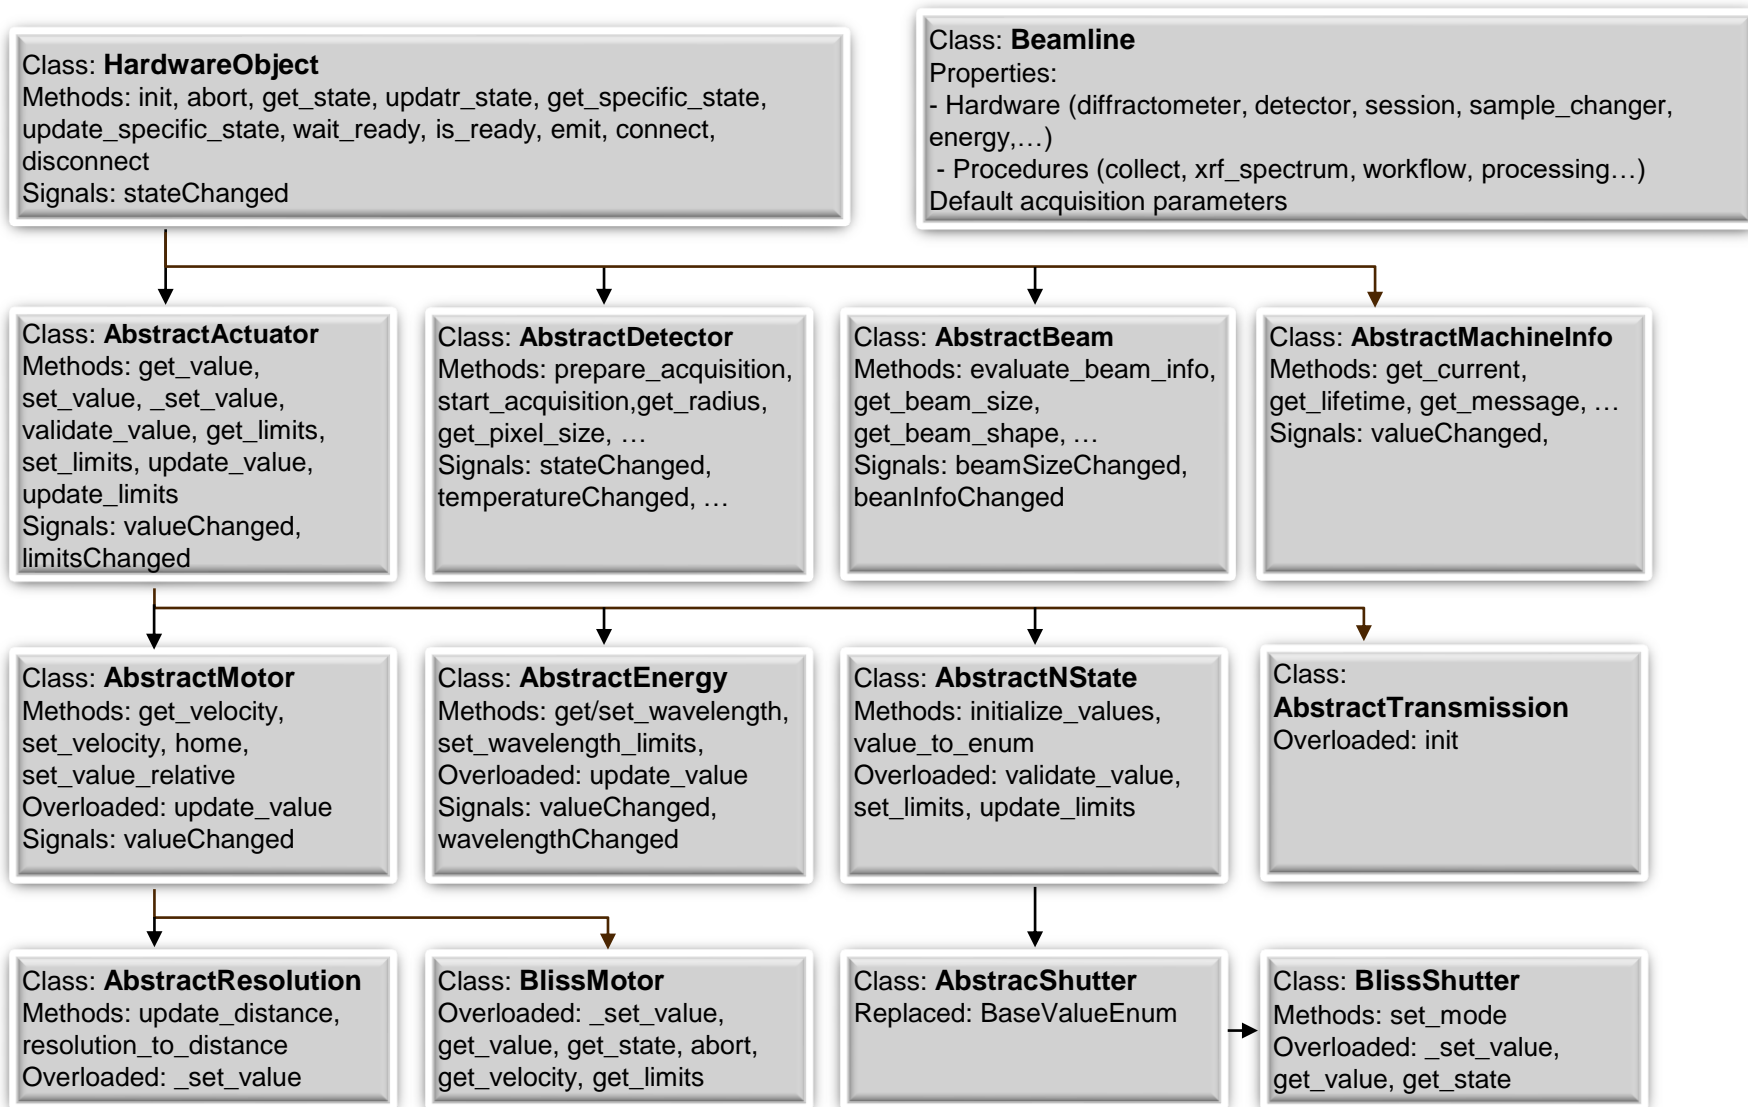 Class: HardwareObject
Methods: init, abort, get_state, updatr_state, get_specific_state,
update_specific_state, wait_ready, is_ready, emit, connect,
disconnect
Signals: stateChanged
Class: Beamline
Properties:
- Hardware (diffractometer, detector, session, sample_changer,
energy,…)
- Procedures (collect, xrf_spectrum, workflow, processing…)
Default acquisition parameters
Class: AbstractActuator
Methods: get_value,
set_value, _set_value,
validate_value, get_limits,
set_limits, update_value,
update_limits
Signals: valueChanged,
limitsChanged
Class: AbstractDetector
Methods: prepare_acquisition,
start_acquisition,get_radius,
get_pixel_size, …
Signals: stateChanged,
temperatureChanged, …
Class: AbstractBeam
Methods: evaluate_beam_info,
get_beam_size,
get_beam_shape, …
Signals: beamSizeChanged,
beanInfoChanged
Class: AbstractMachineInfo
Methods: get_current,
get_lifetime, get_message, …
Signals: valueChanged,
Class: AbstractMotor
Methods: get_velocity,
set_velocity, home,
set_value_relative
Overloaded: update_value
Signals: valueChanged
Class: AbstractEnergy
Methods: get/set_wavelength,
set_wavelength_limits,
Overloaded: update_value
Signals: valueChanged,
wavelengthChanged
Class: AbstractNState
Methods: initialize_values,
value_to_enum
Overloaded: validate_value,
set_limits, update_limits
Class:
AbstractTransmission
Overloaded: init
Class: AbstractResolution
Methods: update_distance,
resolution_to_distance
Overloaded: _set_value
Class: BlissMotor
Overloaded: _set_value,
get_value, get_state, abort,
get_velocity, get_limits
Class: AbstracShutter
Replaced: BaseValueEnum
Class: BlissShutter
Methods: set_mode
Overloaded: _set_value,
get_value, get_state